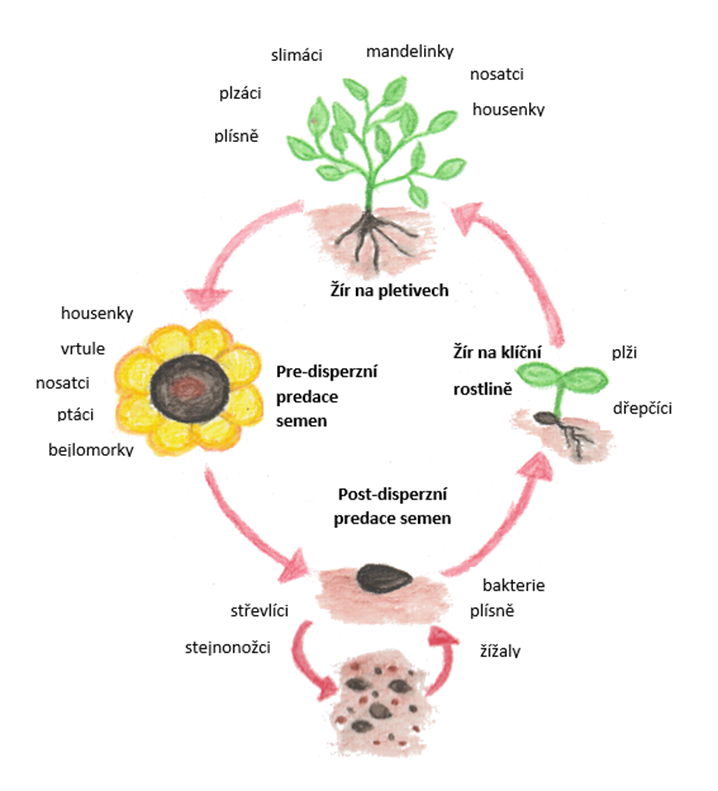 slimáci
mandelinky
nosatci
plzáci
housenky
plísně
Žír na pletivech
housenky
vrtule
nosatci
ptáci
bejlomorky
Pre-disperzní
predace
semen
Žír na klíční
rostlině
plži
dřepčíci
Post-disperzní
predace semen
bakterie
střevlíci
plísně
stejnonožci
žížaly